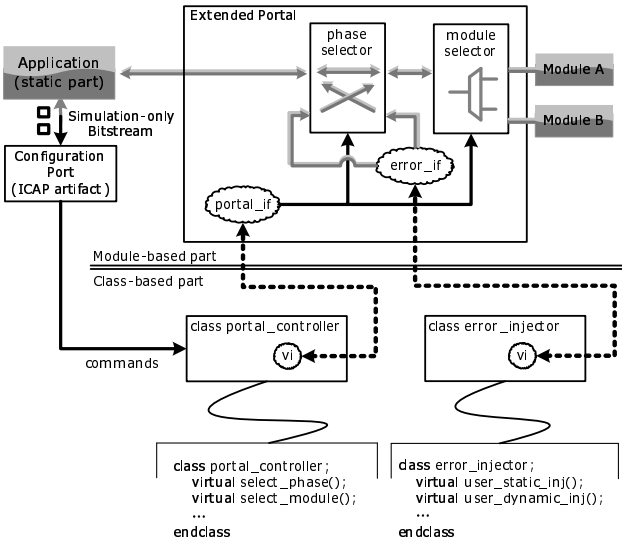 Extended Portal
phase
selector
module
selector
Application
(static part)
Module A
Module B
Simulation-only
Bitstream
Configuration
Port
(ICAP artifact)
error_if
portal_if
Module-based part
Class-based part
class portal_controller
vi
class error_injector
vi
commands
class portal_controller;
virtual select_phase();
virtual select_module();
...
endclass
class error_injector;
virtual user_static_inj();
virtual user_dynamic_inj();
...
endclass